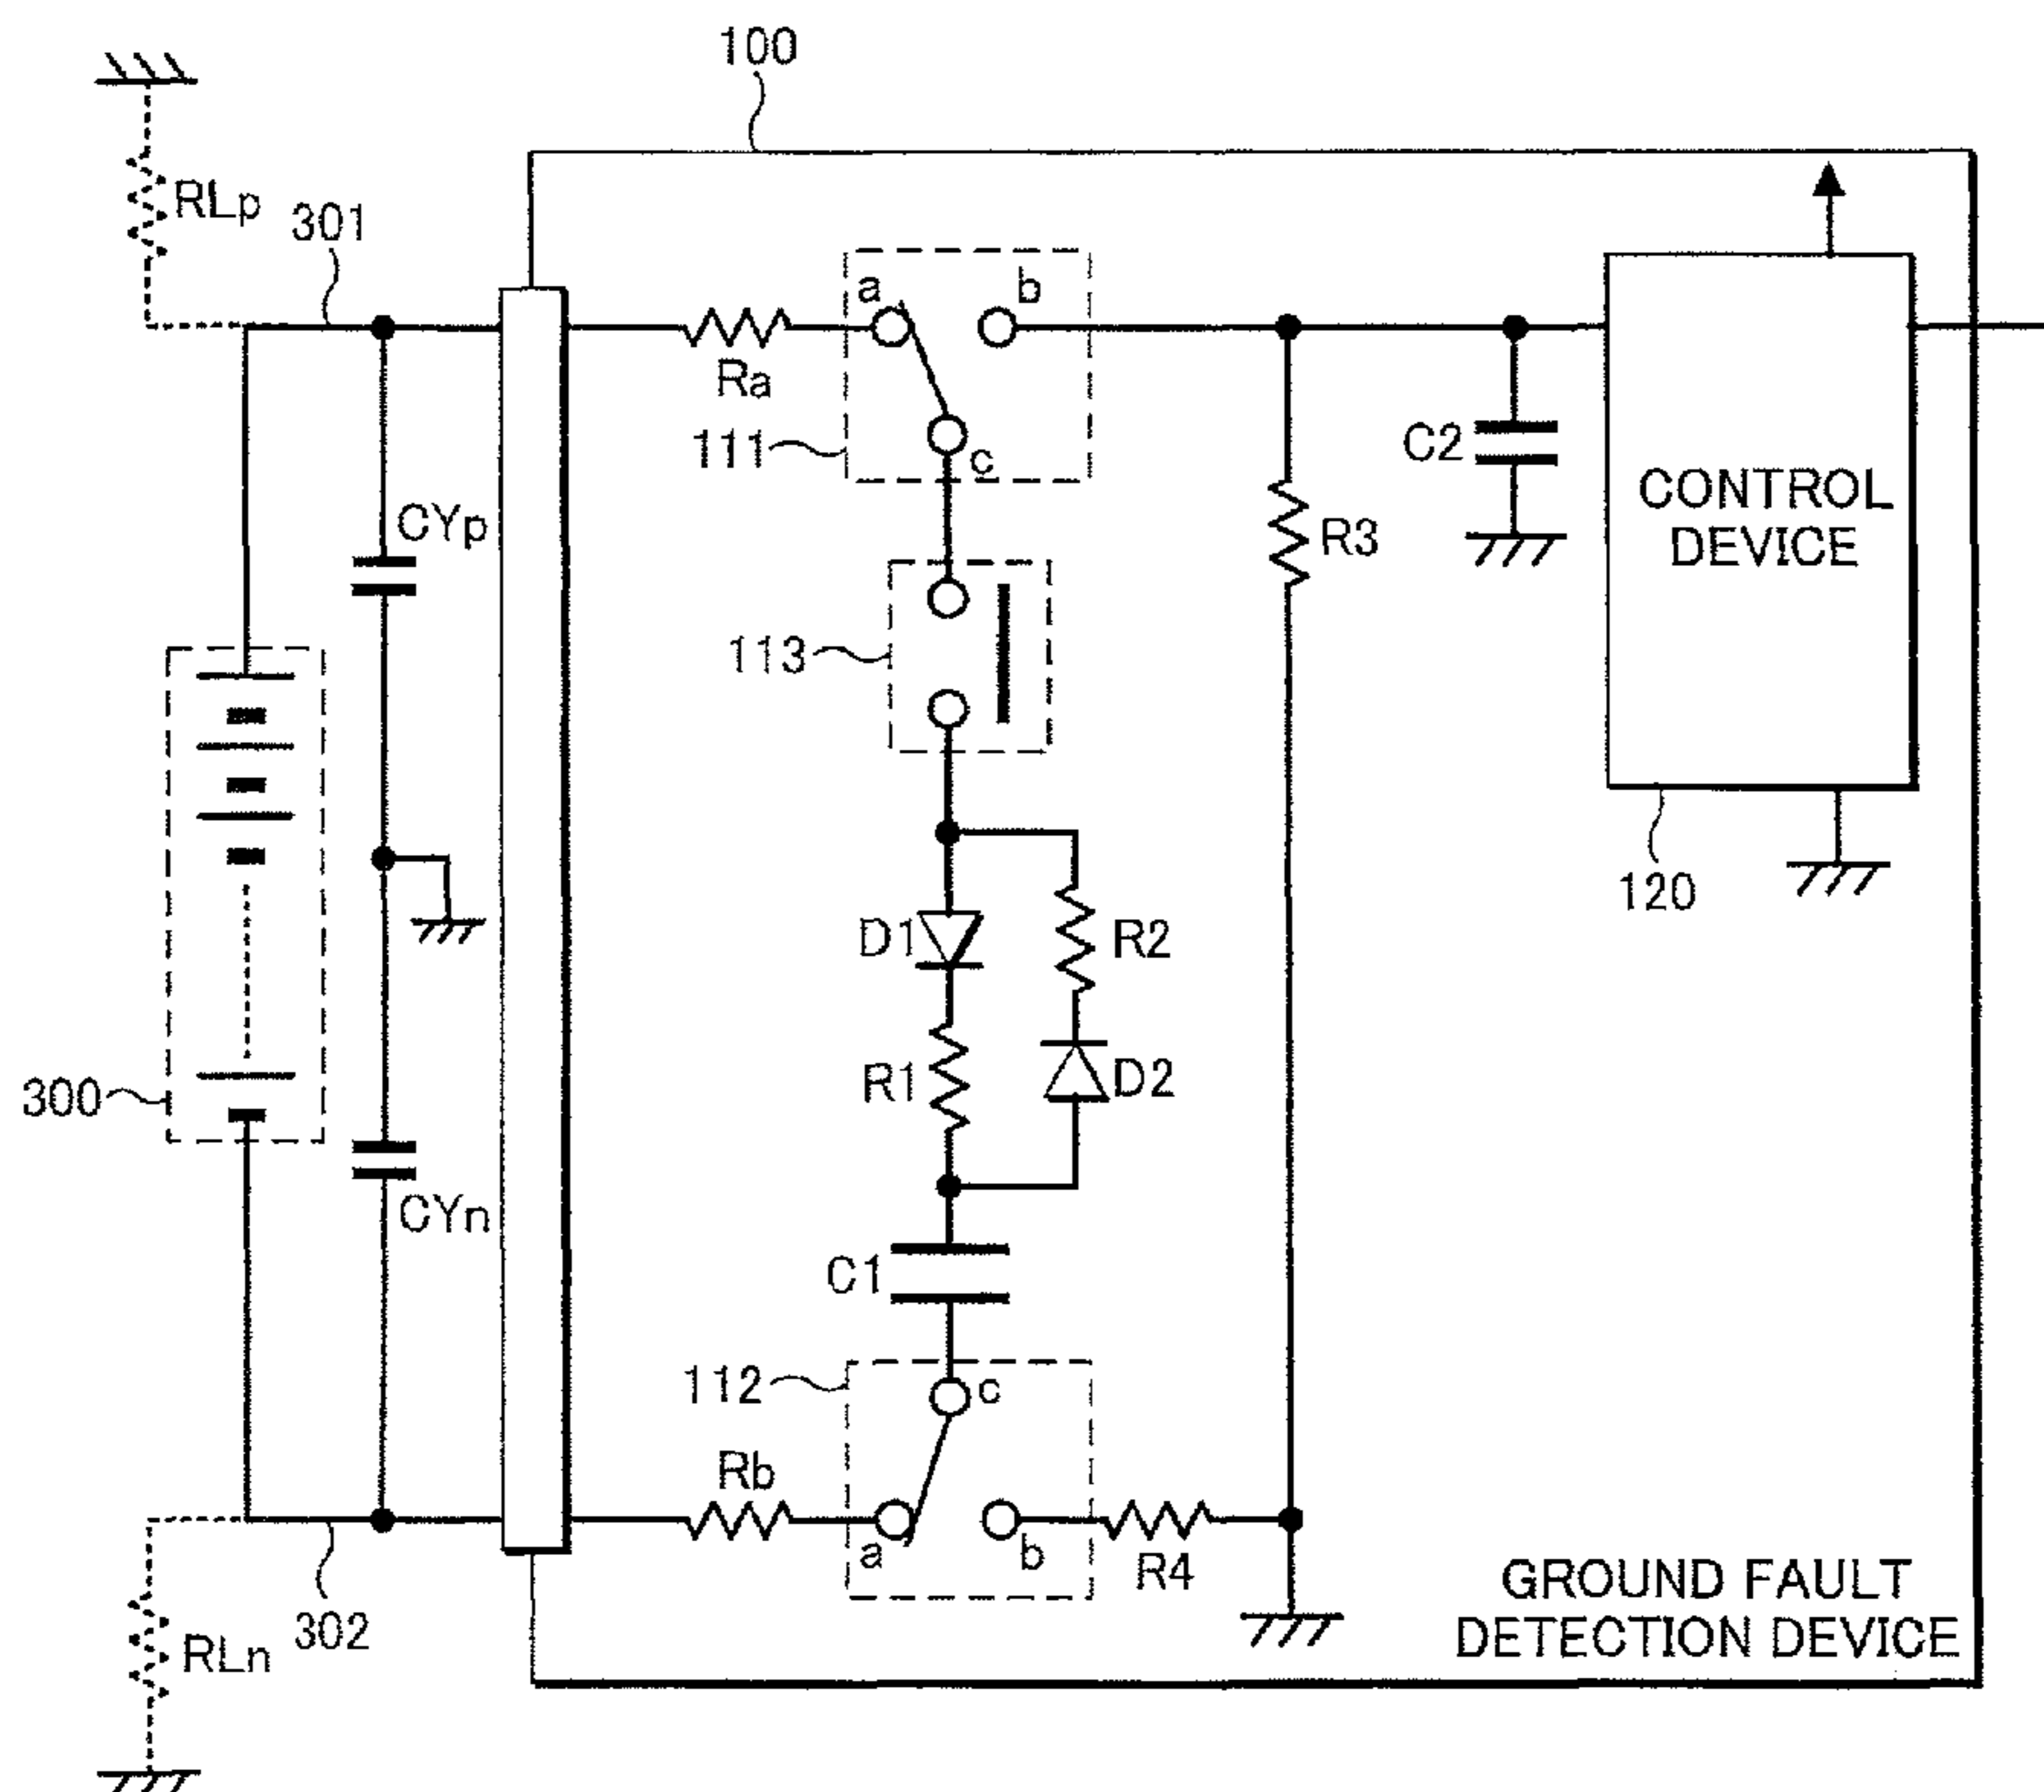 100
RLp
301
a
b
Ra
111
c
C2
CONTROL
DEVICE
CYp
R3
113
120
D1
R2
R1
D2
300
CYn
C1
112
c
Rb
a
b
R4
302
RLn
GROUND FAULT
DETECTION DEVICE